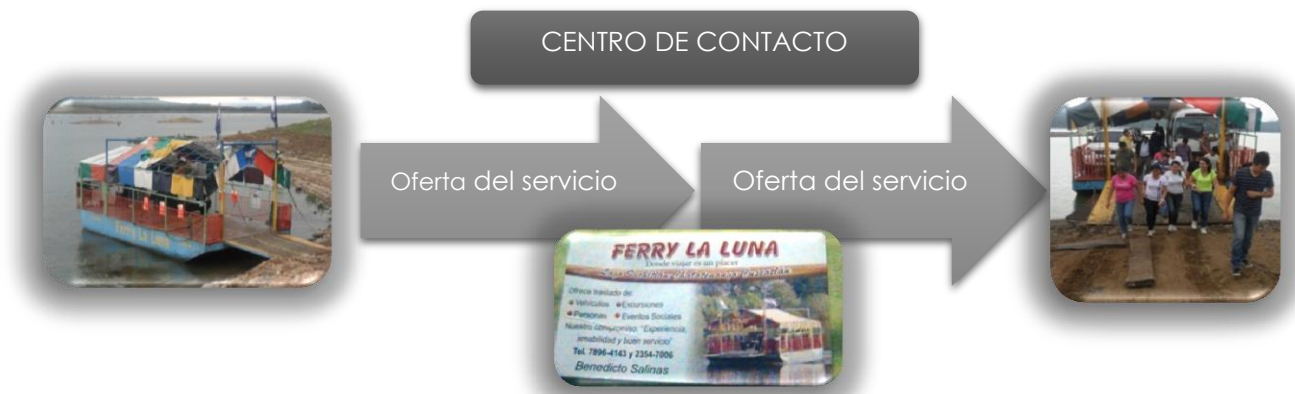 CENTRO DE CONTACTO
Ferry La Luna
Oferta del servicio
Oferta del servicio
FERRY LA LUNA
Donde viajar es un placer
Ofrece traslado de:
Vehículos Excursiones
Personas Eventos Sociales
Nuestro compromiso: "Experiencia,
amabilidad y buen servicio"
Tel. 7896-4143 y 2354-7006
Benedicto Salinas